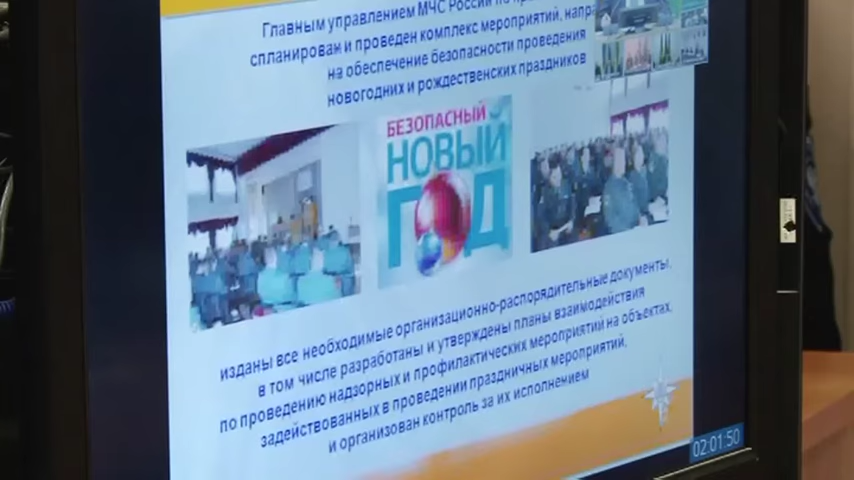 Главным управлением МЧС России по
спланирован и проведен комплекс мероприятий,
на обеспечение безопасности проведения
новогодних и рождественских праздников
БЕЗОПАСНЫЙ
НОВЫЙ
ГОД
изданы все необходимые организационно-распорядительные документы,
в том числе разработаны и утверждены планы взаимодействия
по проведению надзорных и профилактических мероприятий на объектах,
задействованных в проведении праздничных мероприятий,
и организован контроль за их исполнением
02:01:50